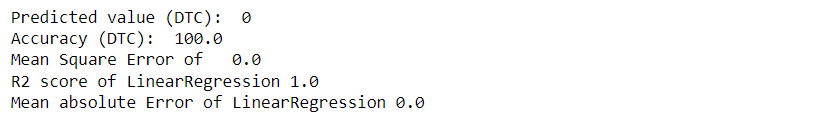 Predicted value (DTC):  0
Accuracy (DTC):  100.0
Mean Square Error of   0.0
R2 score of LinearRegression 1.0
Mean absolute Error of LinearRegression 0.0